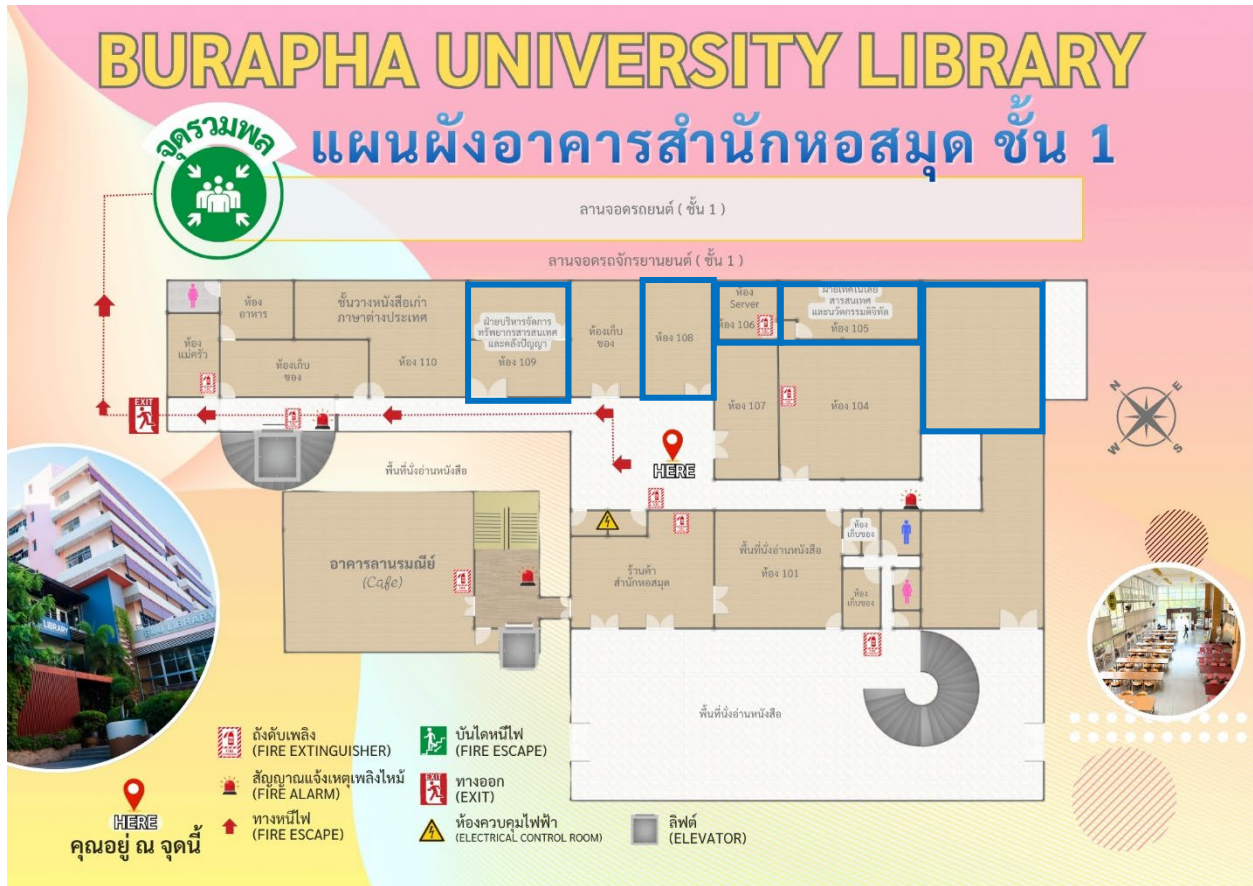 BURAPHA UNIVERSITY LIBRARY
จุดรวมพล
แผนผังอาคารสำนักหอสมุด ชั้น 1
ลานจอดรถยนต์ ( ชั้น 1 )
ลานจอดรถจักรยานยนต์ ( ชั้น 1 )
ห้อง
อาหาร
ชั้นวางหนังสือเก่า
ภาษาต่างประเทศ
ห้อง
แม่ครัว
ห้องเก็บ
ของ
ห้อง 110
ฝ่ายบริหารจัดการ
ทรัพยากรสารสนเทศ
และคลังปัญญา
ห้อง 109
ห้องเก็บ
ของ
ห้อง 108
ห้อง
Server
ห้อง 106
ฝ่ายเทคโนโลยี
สารสนเทศ
และนวัตกรรมดิจิทัล
ห้อง 105
ห้อง 107
ห้อง 104
EXIT
HERE
N
E
W
S
พื้นที่นั่งอ่านหนังสือ
อาคารลานรมณีย์
(Cafe)
ร้านค้า
สำนักหอสมุด
พื้นที่นั่งอ่านหนังสือ
ห้อง 101
ห้อง
เก็บของ
ห้อง
เก็บของ
พื้นที่นั่งอ่านหนังสือ
LIBRARY
LIBRARY
ถังดับเพลิง
(FIRE EXTINGUISHER)
สัญญาณแจ้งเหตุเพลิงไหม้
(FIRE ALARM)
ทางหนีไฟ
(FIRE ESCAPE)
บันไดหนีไฟ
(FIRE ESCAPE)
EXIT
ทางออก
(EXIT)
ห้องควบคุมไฟฟ้า
(ELECTRICAL CONTROL ROOM)
ลิฟต์
(ELEVATOR)
HERE
คุณอยู่ ณ จุดนี้